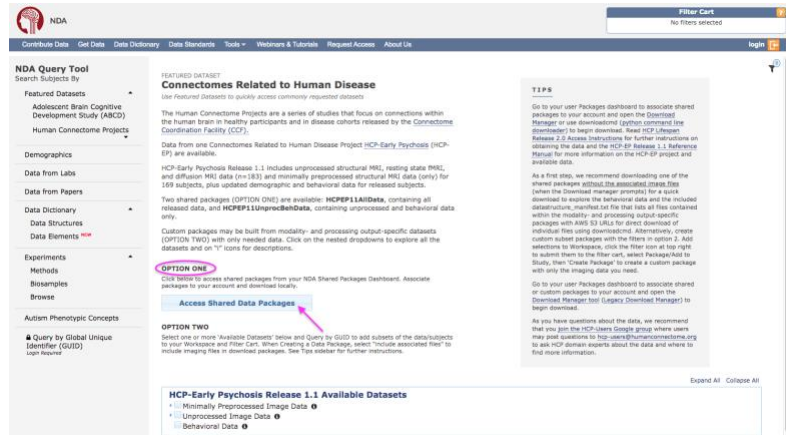 NDA
Filter Cart
No filters selected
Contribute Data Get Data Data Dictionary Data Standards Tools Webinars & Tutorials Request Access About Us
login
NDA Query Tool
Search Subjects By
Featured Datasets
Adolescent Brain Cognitive
Development Study (ABCD)
Human Connectome Projects
Demographics
Data from Labs
Data from Papers
Data Dictionary
Data Structures
Data Elements NEW
Experiments
Methods
Biosamples
Browse
Autism Phenotypic Concepts
Query by Global Unique
Identifier (GUID)
Login Required
FEATURED DATASET
Connectomes Related to Human Disease
Use Featured Datasets to quickly access commonly requested datasets
The Human Connectome Projects are a series of studies that focus on connections within
the human brain in healthy participants and in disease cohorts released by the Connectome
Coordination Facility (CCF).
Data from one Connectomes Related to Human Disease Project HCP-Early Psychosis (HCP-
EP) are available.
HCP-Early Psychosis Release 1.1 includes unprocessed structural MRI, resting state fMRI,
and diffusion MRI data (n=183) and minimally preprocessed structural MRI data (only) for
169 subjects, plus updated demographic and behavioral data for released subjects.
Two shared packages (OPTION ONE) are available: HCPEP11AllData, containing all
released data, and HCPEP11UnprocBehData, containing unprocessed and behavioral data
only.
Custom packages may be built from modality- and processing output-specific datasets
(OPTION TWO) with only needed data. Click on the nested dropdowns to explore all the
datasets and on "i" icons for descriptions.
OPTION ONE
Click below to access shared packages from your NDA Shared Packages Dashboard. Associate
packages to your account and download locally.
Access Shared Data Packages
OPTION TWO
Select one or more 'Available Datasets' below and Query by GUID to add subsets of the data/subjects
to your Workspace and Filter Cart. When Creating a Data Package, select "include associated files" to
include imaging files in download packages. See Tips sidebar for further instructions.
TIPS
Go to your user Packages dashboard to associate shared
packages to your account and open the Download
Manager or use downloadcmd (python command line
downloader) to begin download. Read HCP Lifespan
Release 2.0 Access Instructions for further instructions on
obtaining the data and the HCP-EP Release 1.1 Reference
Manual for more information on the HCP-EP project and
available data.
As a first step, we recommend downloading one of the
shared packages without the associated image files
(when the Download manager prompts) for a quick
download to explore the behavioral data and the included
datastructure_manifest.txt file that lists all files contained
within the modality- and processing output-specific
packages with AWS S3 URLs for direct download of
individual files using downloadcmd. Alternatively, create
custom subset packages with the filters in option 2. Add
selections to Workspace, click the filter icon at top right
to submit them to the filter cart, select Package/Add to
Study, then 'Create Package' to create a custom package
with only the imaging data you need.
Go to your user Packages dashboard to associate shared
or custom packages to your account and open the
Download Manager tool (Legacy Download Manager) to
begin download.
As you have questions about the data, we recommend
that you join the HCP-Users Google group where users
may post questions to hcp-users@humanconnectome.org
to ask HCP domain experts about the data and where to
find more information.
Expand All Collapse All
HCP-Early Psychosis Release 1.1 Available Datasets
Minimally Preprocessed Image Data
Unprocessed Image Data
Behavioral Data